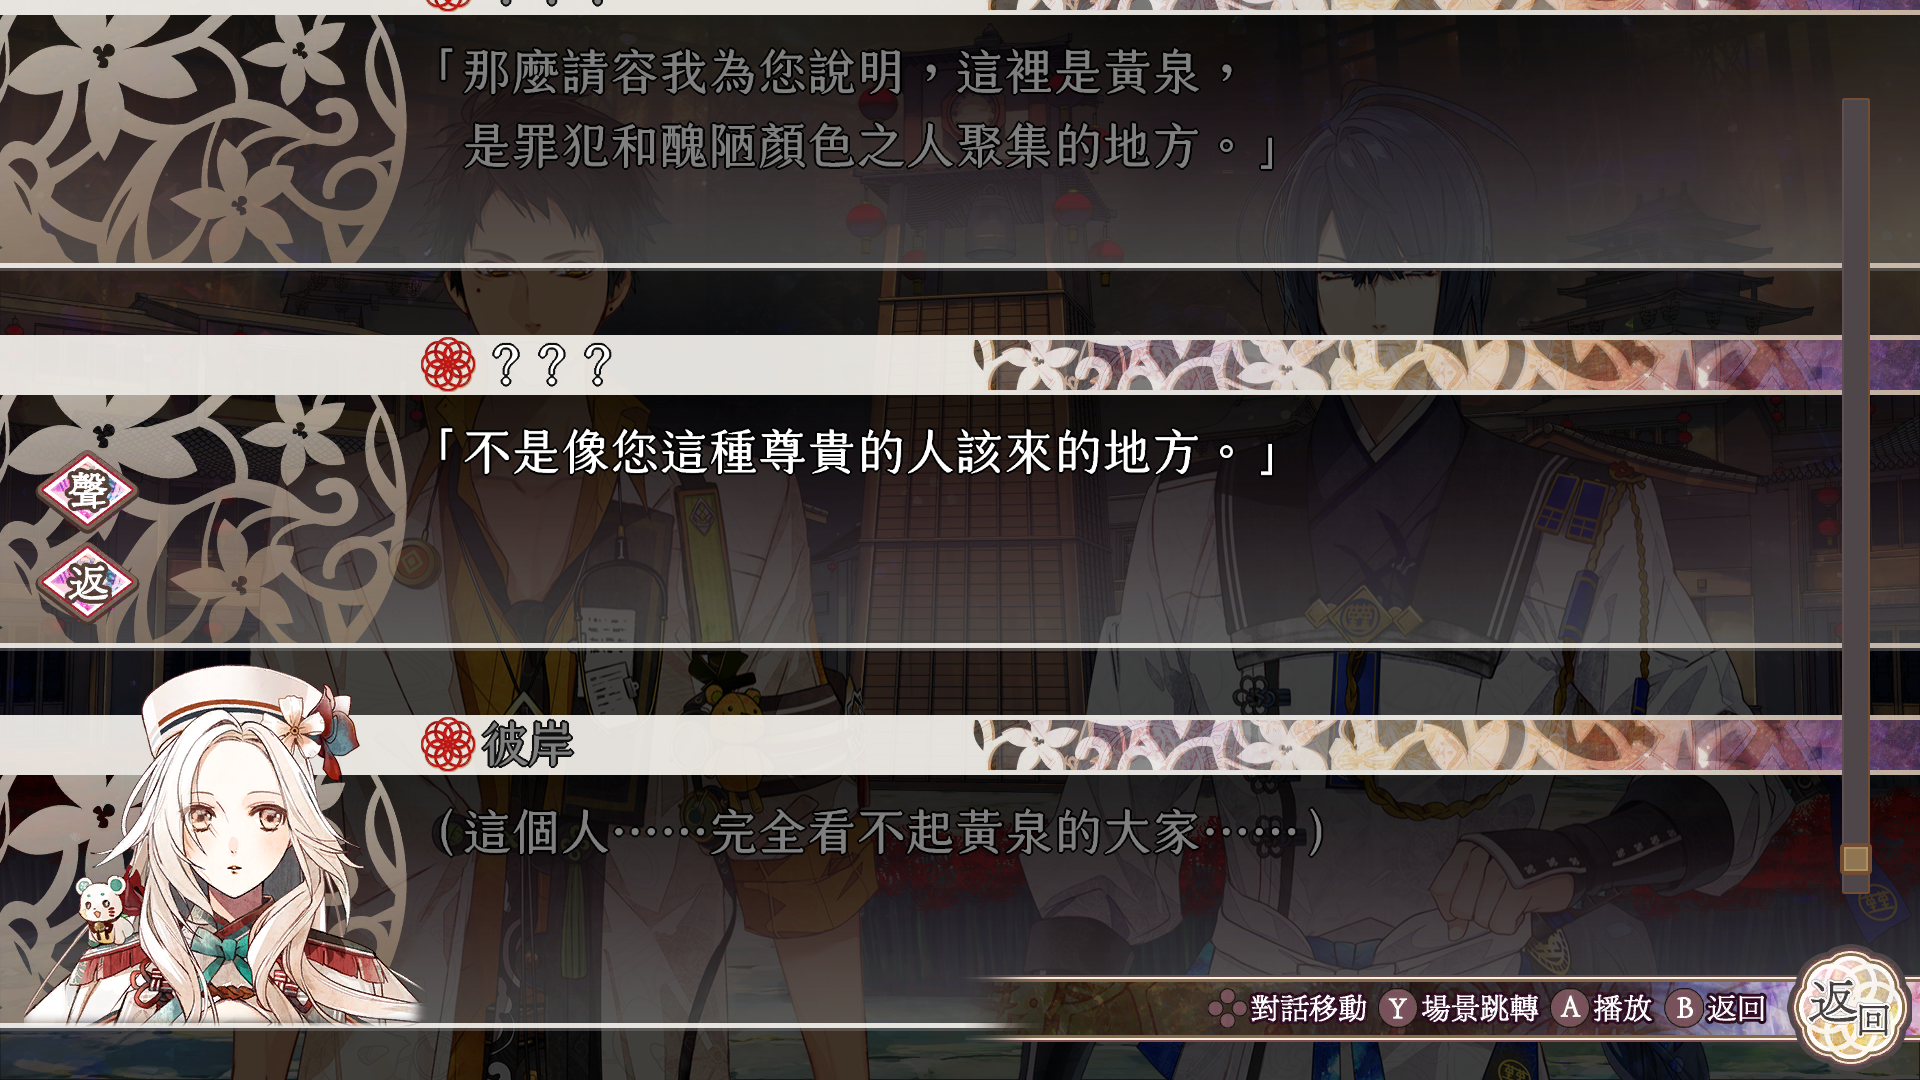 ？？？
「那麼請容我為您說明，這裡是黃泉，
是罪犯和醜陋顏色之人聚集的地方。」
？？？
「不是像您這種尊貴的人該來的地方。」
聲
返
彼岸
（這個人……完全看不起黃泉的大家……）
對話移動 Y 場景跳轉 A 播放 B 返回
返回